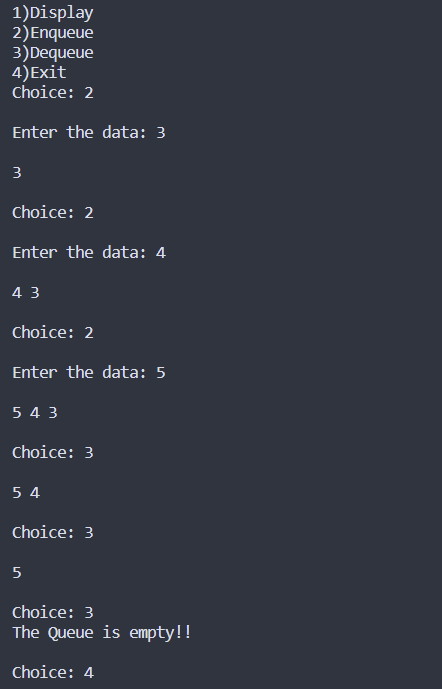 1)Display
2)Enqueue
3)Dequeue
4)Exit
Choice: 2
Enter the data: 3
3
Choice: 2
Enter the data: 4
4 3
Choice: 2
Enter the data: 5
5 4 3
Choice: 3
5 4
Choice: 3
5
Choice: 3
The Queue is empty!!
Choice: 4